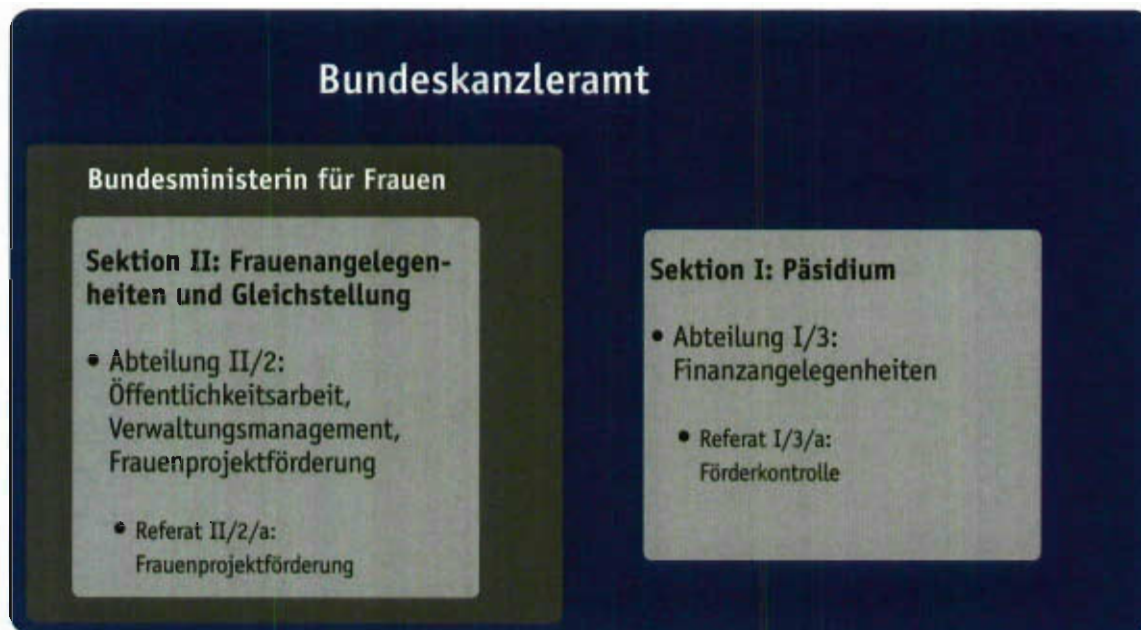 Bundeskanzleramt
Bundesministerin für Frauen
Sektion II: Frauenangelegen-
heiten und Gleichstellung
• Abteilung II/2:
Öffentlichkeitsarbeit,
Verwaltungsmanagement,
Frauenprojektförderung
• Referat II/2/a:
Frauenprojektförderung
Sektion I: Päsidium
• Abteilung I/3:
Finanzangelegenheiten
• Referat I/3/a:
Förderkontrolle